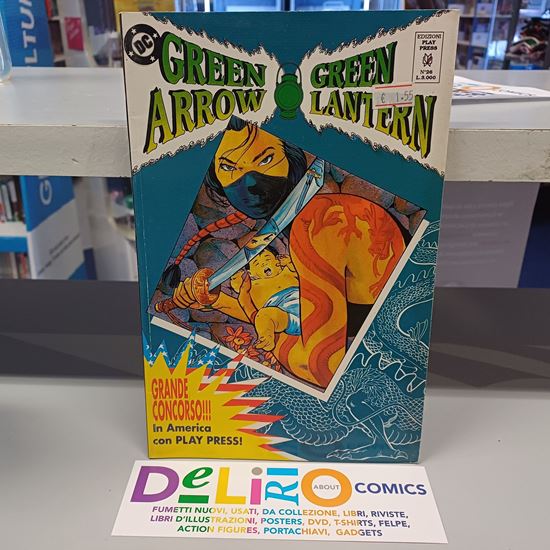 DC
GREEN
ARROW
GREEN
LANTERN
EDIZIONI
PLAY
PRESS
N°26
L.3.000
€ 1.55
GRANDE
CONCORSO!!!
In America
con PLAY PRESS!
DeLiRiO ABOUT COMICS
FUMETTI NUOVI, USATI, DA COLLEZIONE, LIBRI, RIVISTE,
LIBRI D'ILLUSTRAZIONI, POSTERS, DVD, T-SHIRTS, FELPE,
ACTION FIGURES, PORTACHIAVI, GADGETS